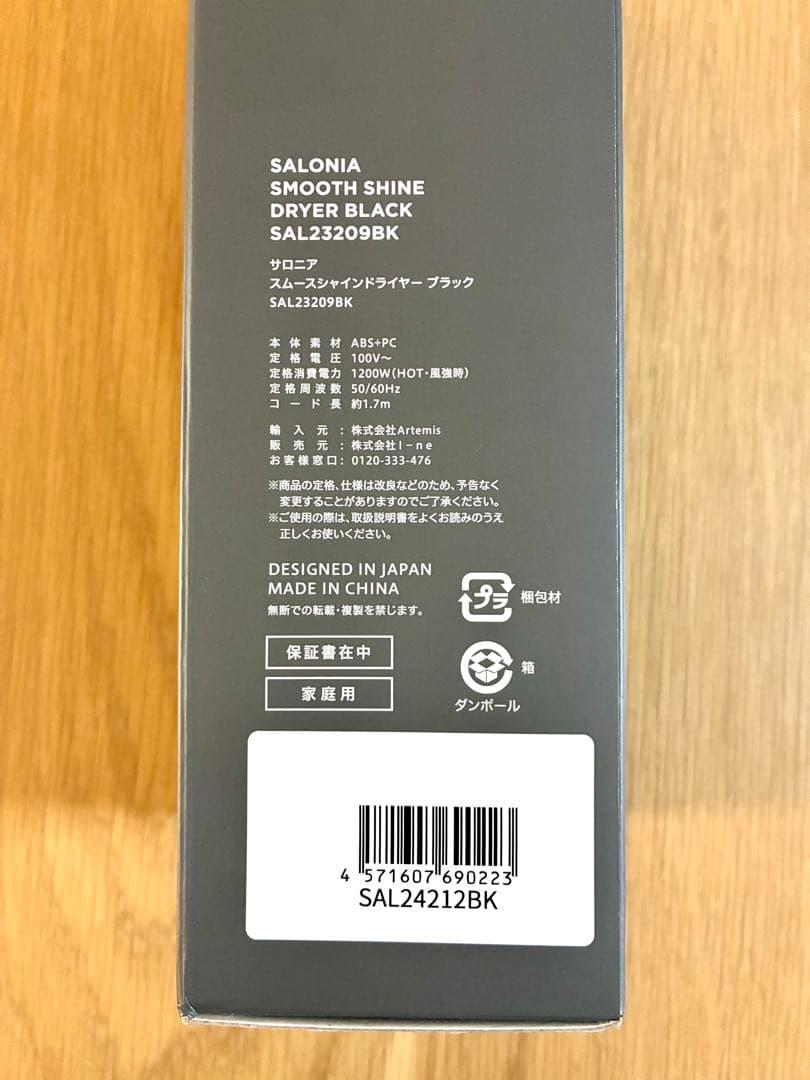 SALONIA
SMOOTH SHINE
DRYER BLACK
SAL23209BK
サロニア
スムースシャインドライヤー ブラック
SAL23209BK
本体素材 ABS+PC
定格電圧 100V～
定格消費電力 1200W（HOT・風強時）
定格周波数 50/60Hz
コード長 約1.7m
輸入元：株式会社Artemis
販売元：株式会社I-ne
お客様窓口：0120-333-476
※商品の定格、仕様は改良などのため、予告なく
変更することがありますのでご了承ください。
※ご使用の際は、取扱説明書をよくお読みのうえ
正しくお使いください。
DESIGNED IN JAPAN
MADE IN CHINA
無断での転載・複製を禁じます。
プラ 梱包材
保証書在中
箱
家庭用
ダンボール
4 571607 690223
SAL24212BK